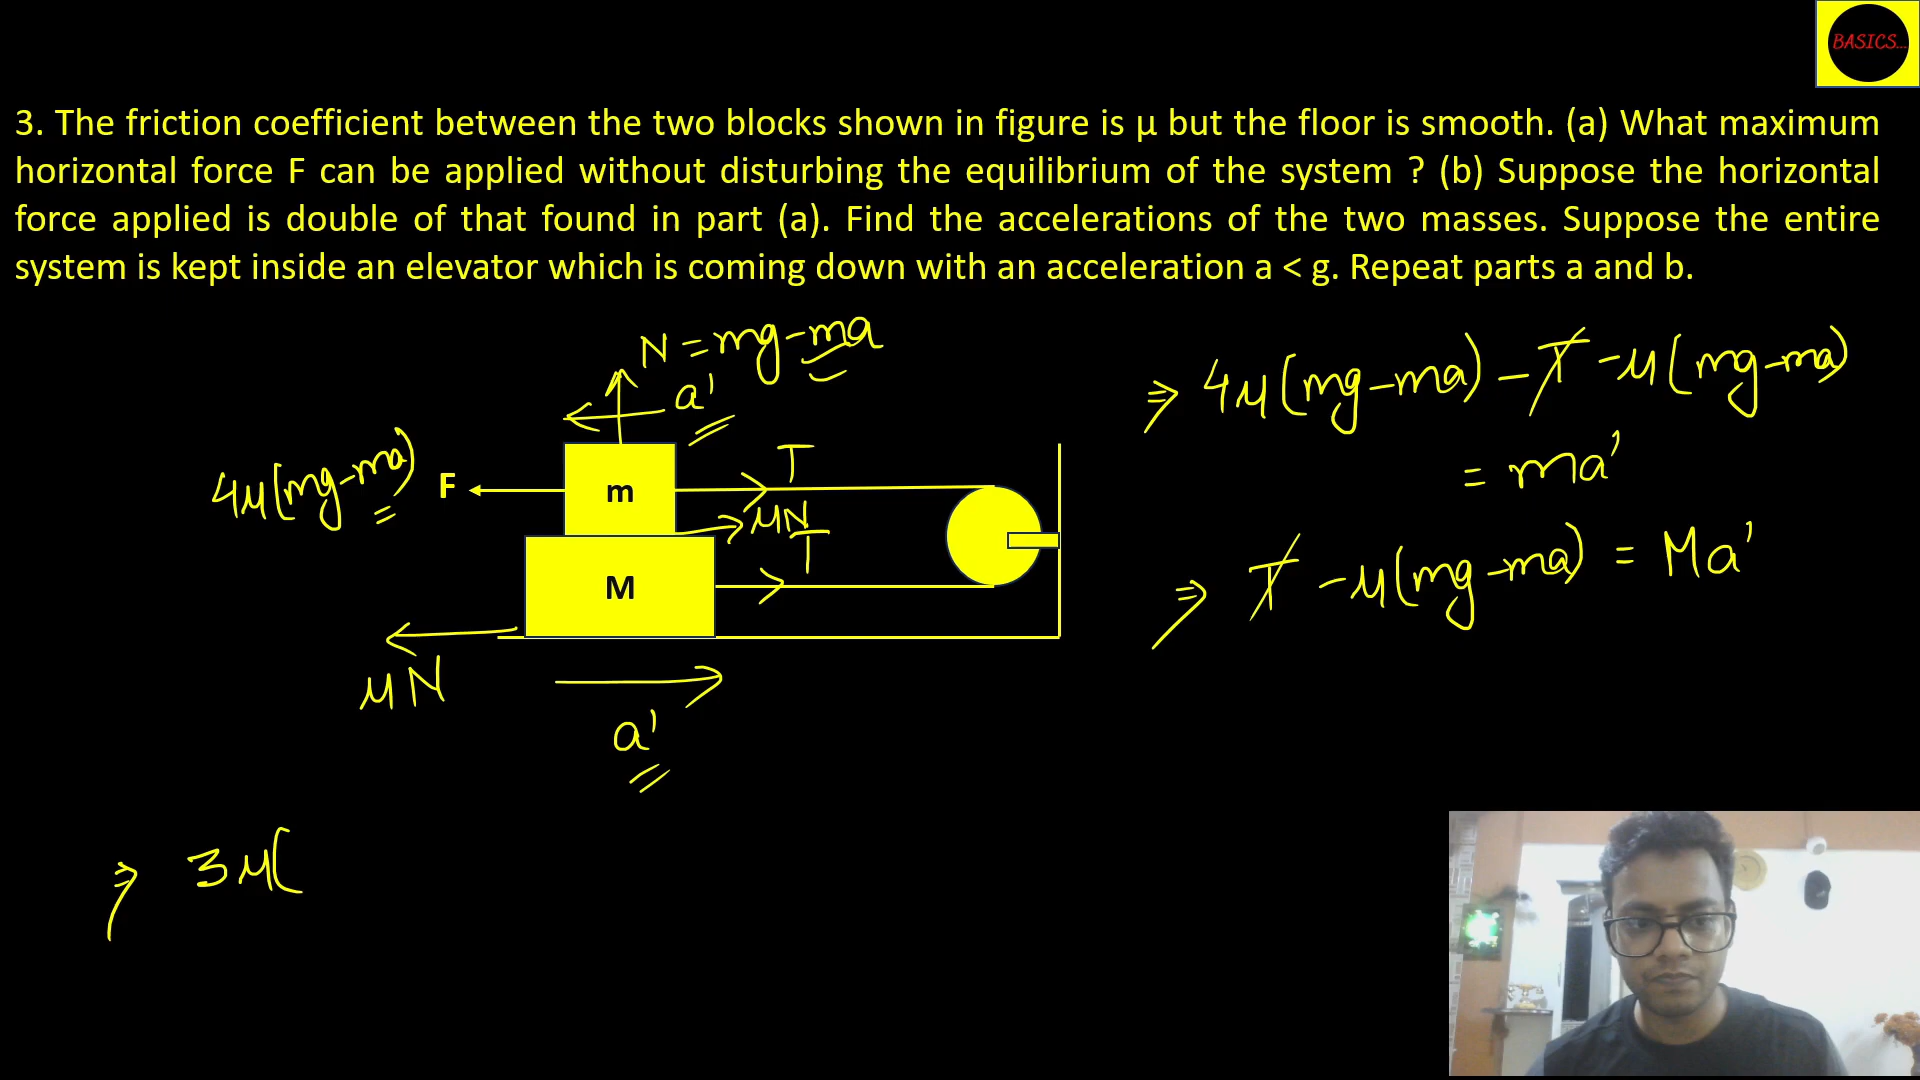 BASICS...
3. The friction coefficient between the two blocks shown in figure is μ but the floor is smooth. (a) What maximum
horizontal force F can be applied without disturbing the equilibrium of the system ? (b) Suppose the horizontal
force applied is double of that found in part (a). Find the accelerations of the two masses. Suppose the entire
system is kept inside an elevator which is coming down with an acceleration a < g. Repeat parts a and b.
N = mg-ma
a'
4μ(mg-ma)
F
m
T
μN
T
M
μN
a'
⇒ 4μ(mg-ma) - T - μ(mg-ma)
= ma'
⇒ T - μ(mg-ma) = Ma'
⇒ 3μ(